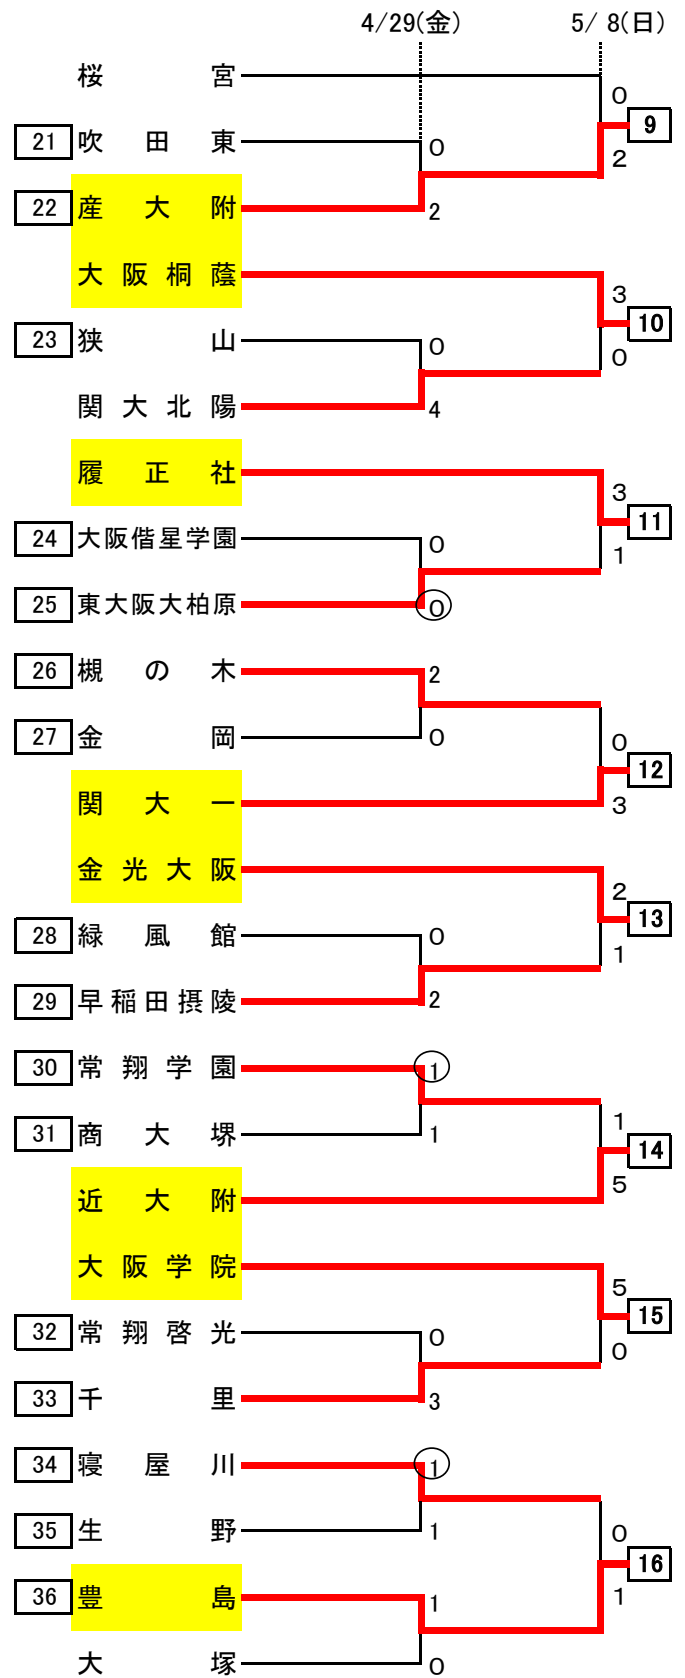 4/29(金) 5/ 8(日)
桜宮
0
9
21 吹田東 0
2
22 産大附 2
大阪桐蔭
3
10
23 狭山 0
0
関大北陽 4
履正社
3
11
24 大阪偕星学園 0
1
25 東大阪大柏原 0
26 槻の木 2
27 金岡 0
0
12
関大一 3
金光大阪
2
13
28 緑風館 0
1
29 早稲田摂陵 2
30 常翔学園 1
31 商大堺 1
1
14
近大附 5
大阪学院
5
15
32 常翔啓光 0
0
33 千里 3
34 寝屋川 1
35 生野 1
0
16
36 豊島 1
1
大塚 0